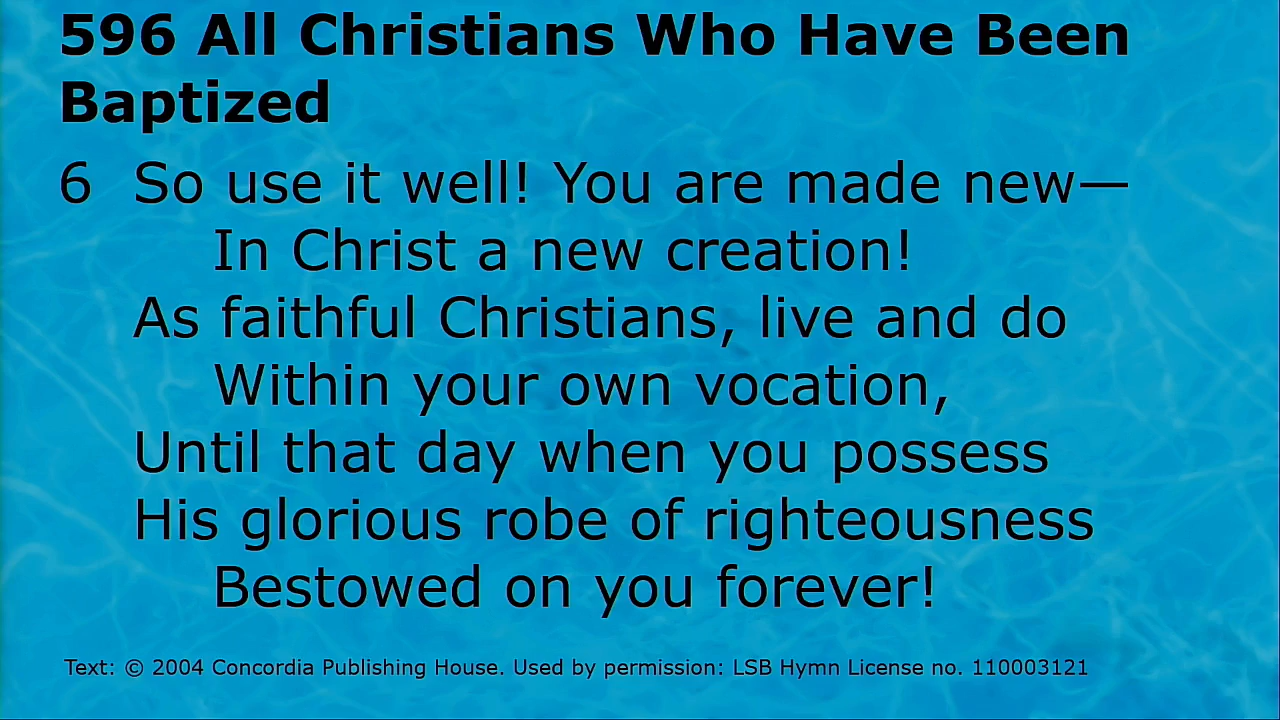 596 All Christians Who Have Been
Baptized
6 So use it well! You are made new—
In Christ a new creation!
As faithful Christians, live and do
Within your own vocation,
Until that day when you possess
His glorious robe of righteousness
Bestowed on you forever!
Text: © 2004 Concordia Publishing House. Used by permission: LSB Hymn License no. 110003121